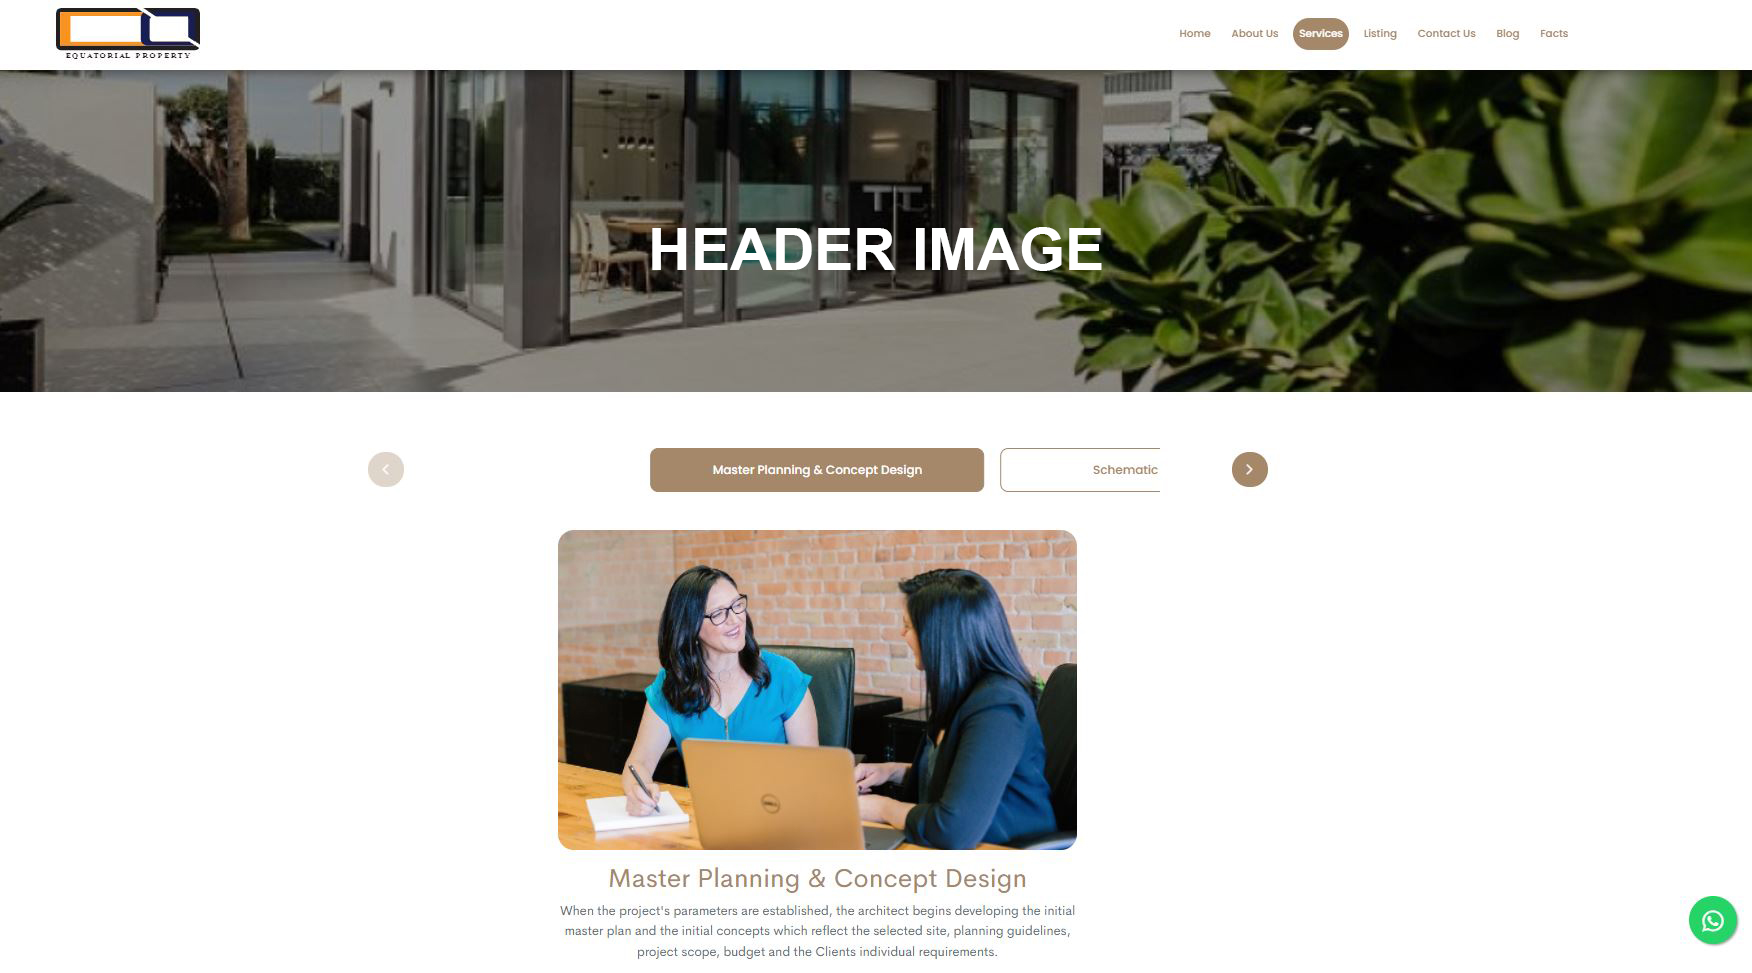 EQUATORIAL PROPERTY
Home About Us Services Listing Contact Us Blog Facts
HEADER IMAGE
Master Planning & Concept Design
Schematic
DELL
Master Planning & Concept Design
When the project's parameters are established, the architect begins developing the initial
master plan and the initial concepts which reflect the selected site, planning guidelines,
project scope, budget and the Clients individual requirements.